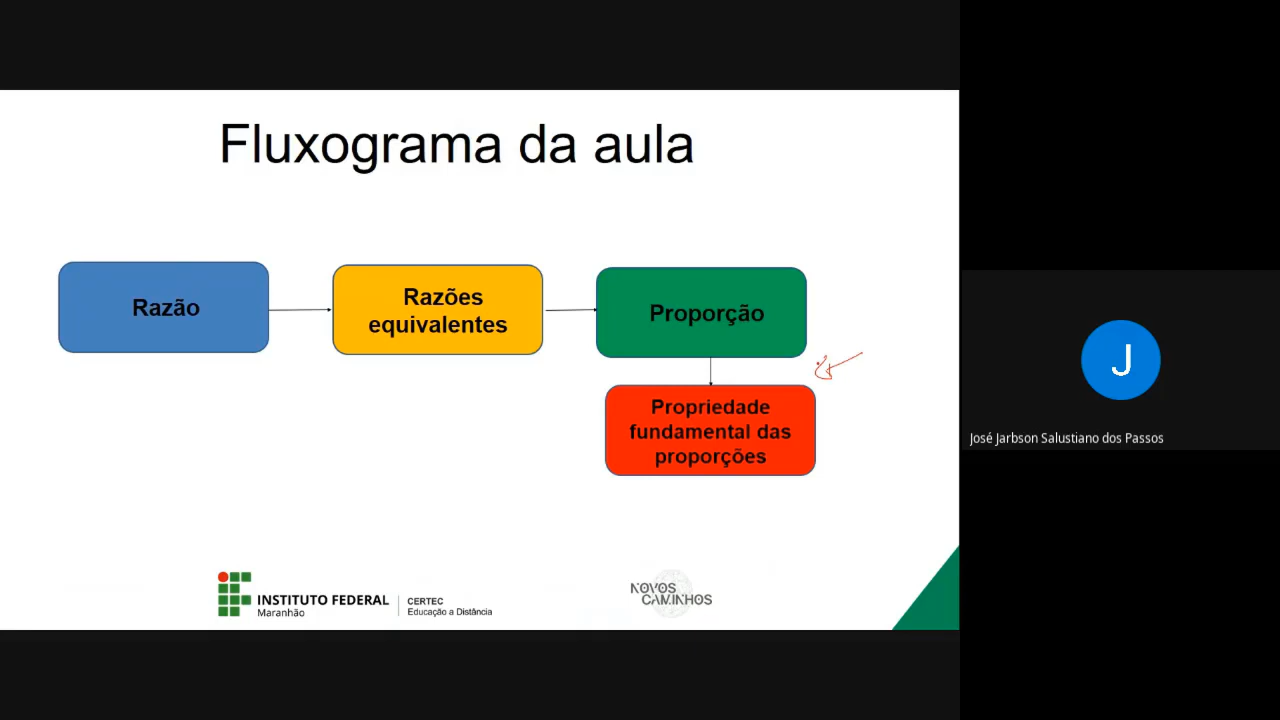 Fluxograma da aula
Razão
Razões
equivalentes
Proporção
Propriedade
fundamental das
proporções
INSTITUTO FEDERAL
Maranhão
CERTEC
Educação a Distância
NOVOS
CAMINHOS
J
José Jarbson Salustiano dos Passos